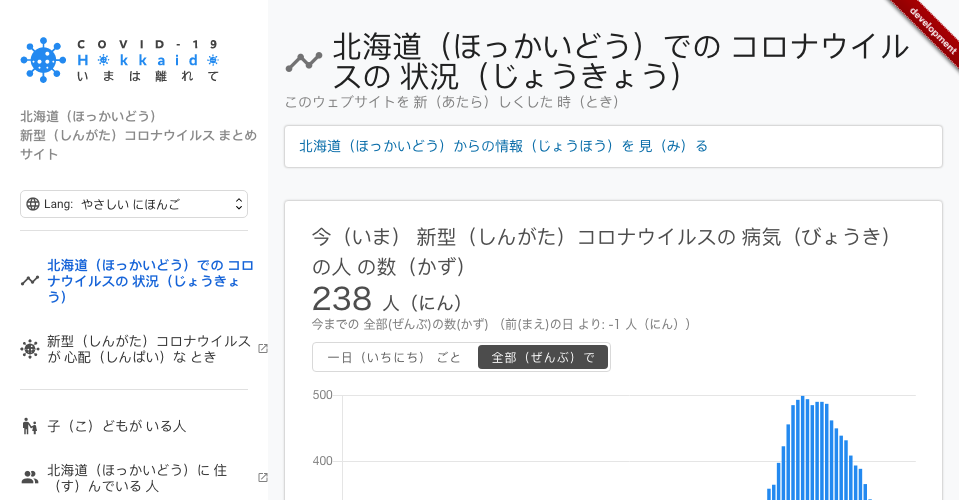 COVID-19
Hokkaido
いまは離れて
北海道（ほっかいどう）
新型（しんがた）コロナウイルス まとめ
サイト
Lang: やさしい にほんご
北海道（ほっかいどう）での コロ
ナウイルスの 状況（じょうきょ
う）
新型（しんがた）コロナウイルス
が 心配（しんぱい）な とき
子（こ）どもが いる人
北海道（ほっかいどう）に 住
（す）んでいる 人
development
北海道（ほっかいどう）での コロナウイル
スの 状況（じょうきょう）
このウェブサイトを 新（あたら）しくした 時（とき）
北海道（ほっかいどう）からの情報（じょうほう）を 見（み）る
今（いま） 新型（しんがた）コロナウイルスの 病気（びょうき）
の人 の数（かず）
238 人（にん）
今までの 全部(ぜんぶ)の数(かず) （前(まえ)の日 より: -1 人（にん））
一日（いちにち） ごと 全部（ぜんぶ）で
500
400